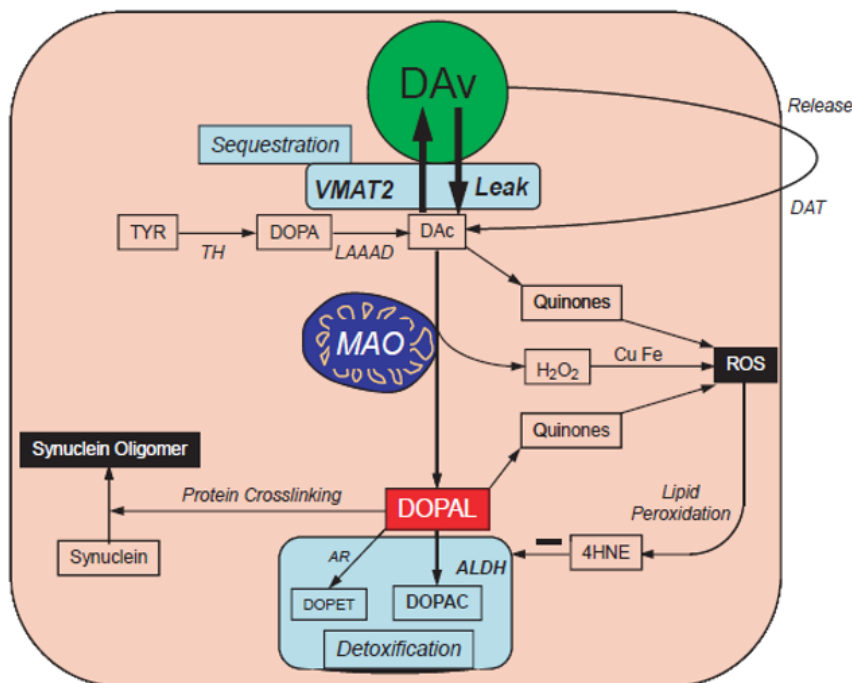 DAv
Release
Sequestration
VMAT2
Leak
DAT
TYR
TH
DOPA
LAAAD
DAc
Quinones
MAO
H₂O₂
Cu Fe
ROS
Synuclein Oligomer
Quinones
Protein Crosslinking
DOPAL
Lipid
Peroxidation
Synuclein
AR
ALDH
4HNE
DOPET
DOPAC
Detoxification